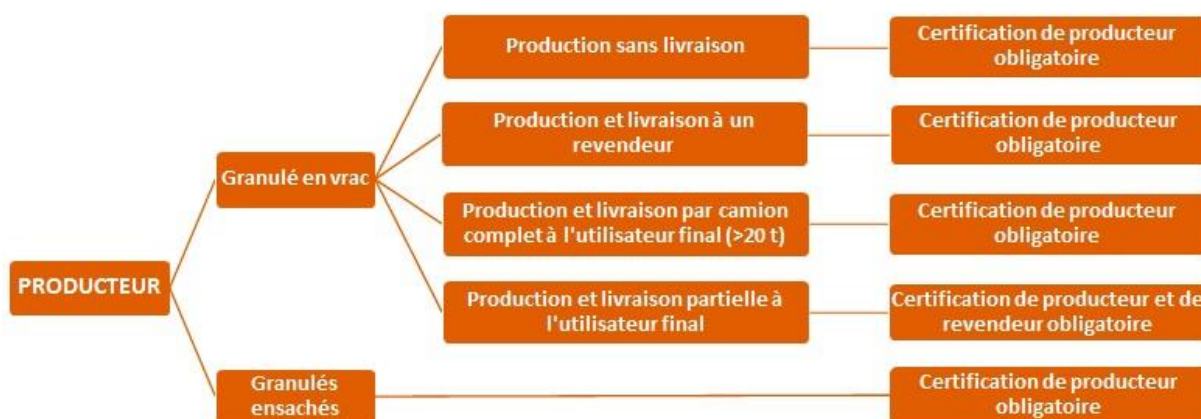 Production sans livraison
Certification de producteur
obligatoire
Production et livraison à un
revendeur
Certification de producteur
obligatoire
Granulé en vrac
Production et livraison par camion
complet à l'utilisateur final (>20 t)
Certification de producteur
obligatoire
PRODUCTEUR
Production et livraison partielle à
l'utilisateur final
Certification de producteur et de
revendeur obligatoire
Granulés
ensachés
Certification de producteur
obligatoire